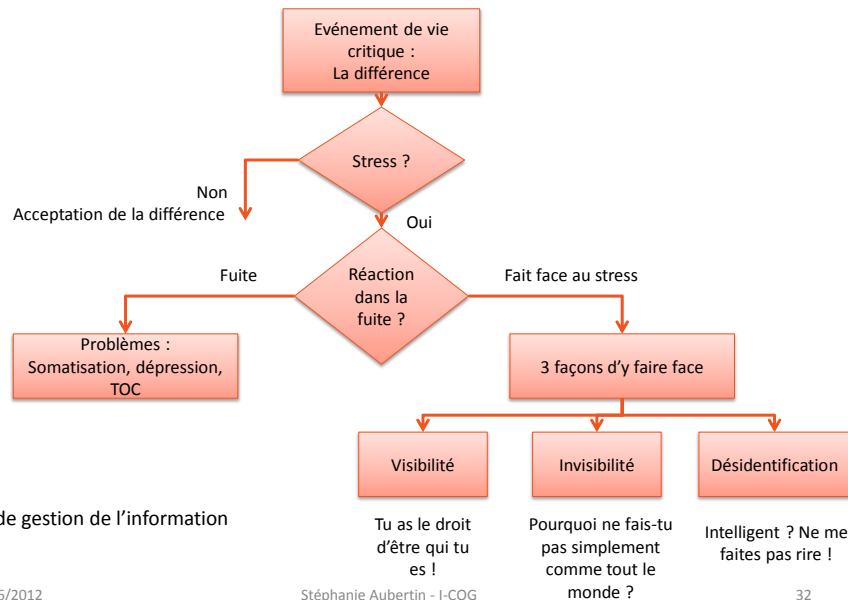 Evénement de vie
critique :
La différence
Stress ?
Non
Acceptation de la différence
Oui
Fuite
Réaction
dans la
fuite ?
Fait face au stress
Problèmes :
Somatisation, dépression,
TOC
3 façons d’y faire face
Visibilité
Invisibilité
Désidentification
de gestion de l’information
Tu as le droit
d’être qui tu
es !
Pourquoi ne fais-tu
pas simplement
comme tout le
monde ?
Intelligent ? Ne me
faites pas rire !
/2012
Stéphanie Aubertin - I-COG
32